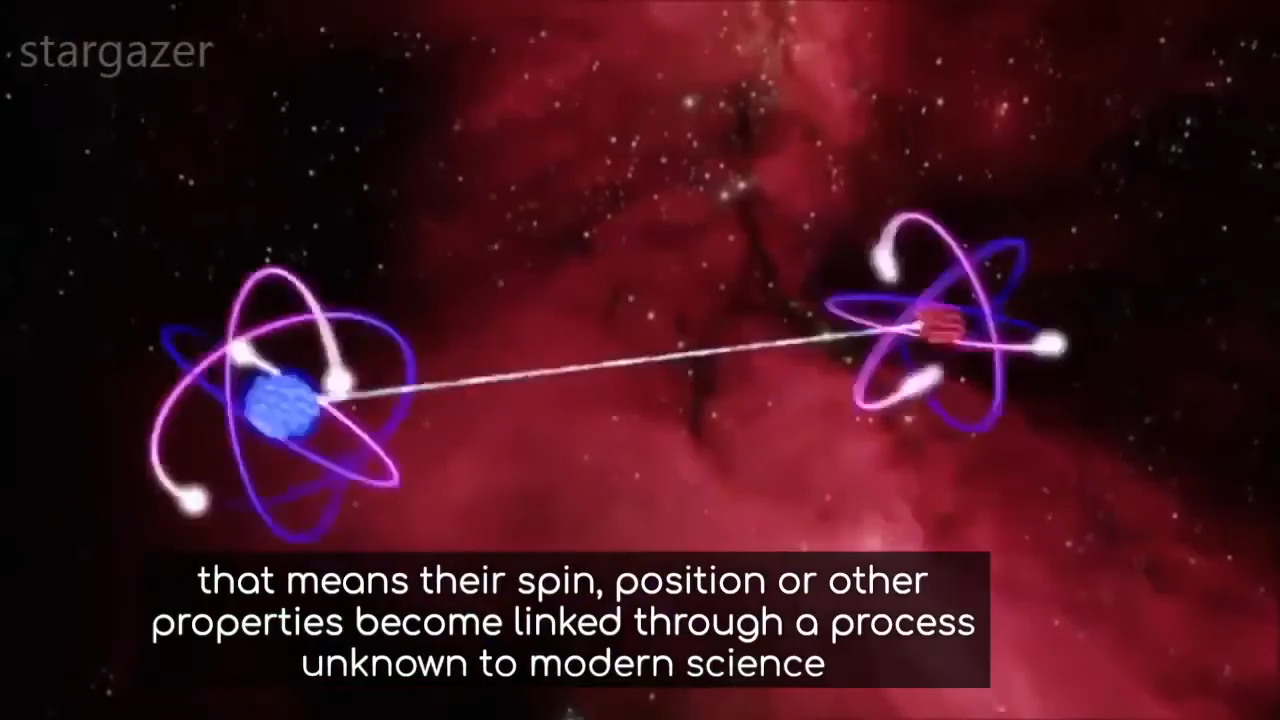 stargazer
that means their spin, position or other
properties become linked through a process
unknown to modern science